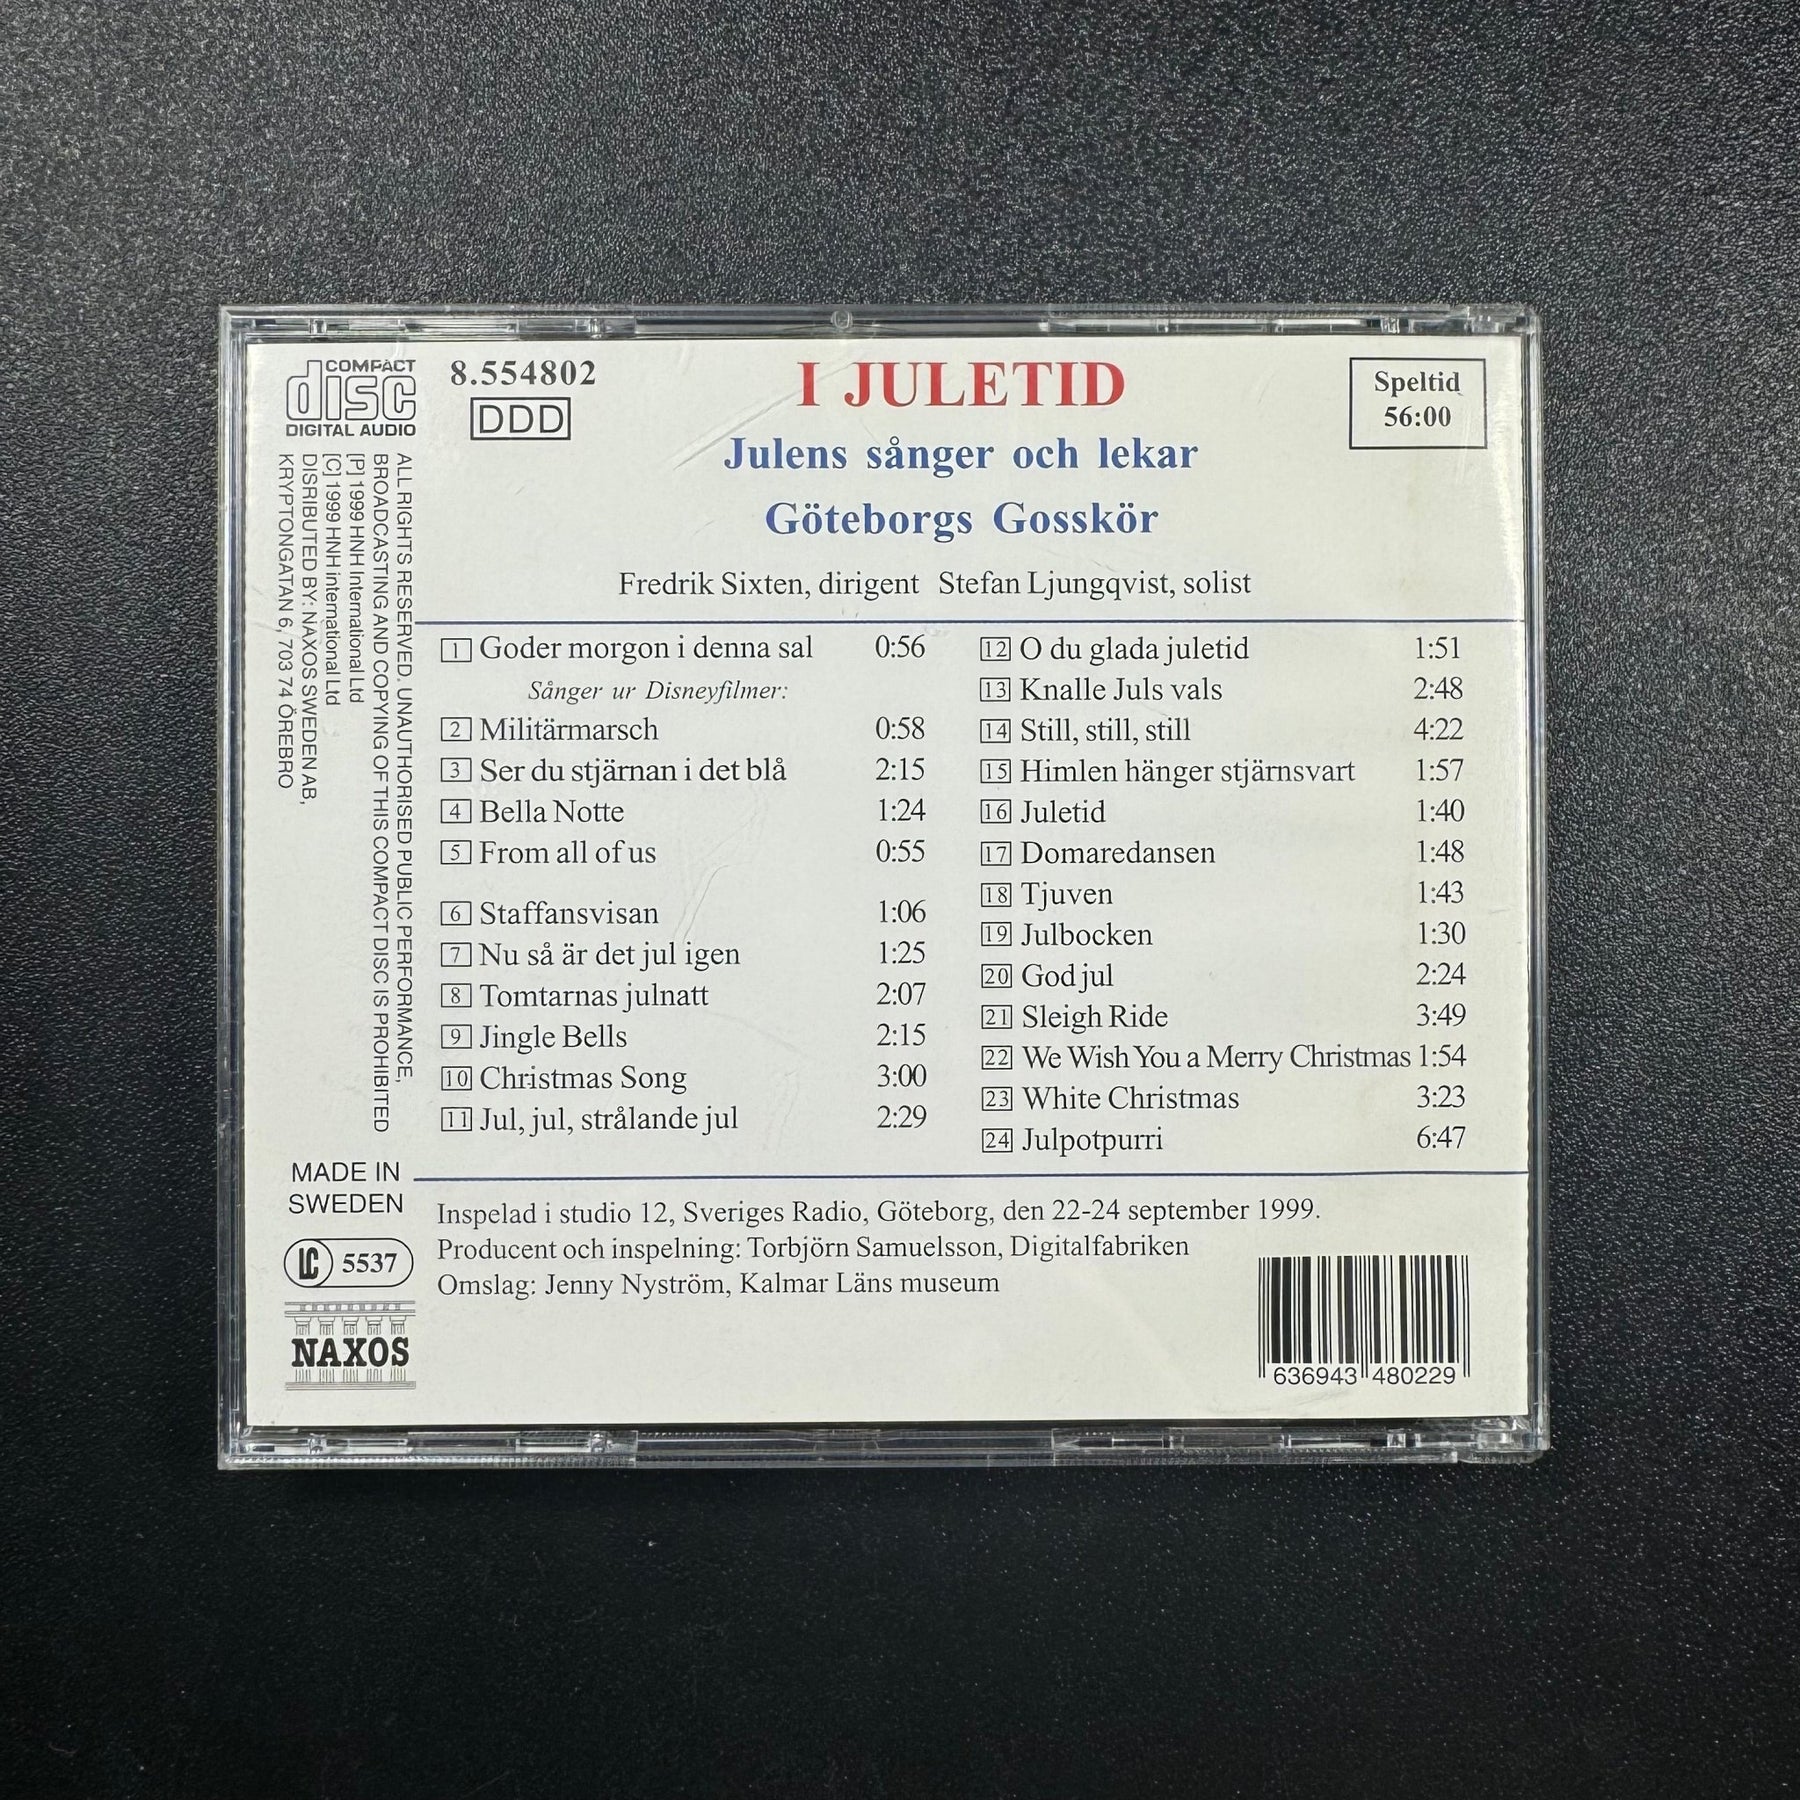 COMPACT
disc
DIGITAL AUDIO
8.554802
DDD
I JULETID
Julens sånger och lekar
Göteborgs Gosskör
Speltid
56:00
Fredrik Sixten, dirigent Stefan Ljungqvist, solist
ALL RIGHTS RESERVED. UNAUTHORISED PUBLIC PERFORMANCE,
BROADCASTING AND COPYING OF THIS COMPACT DISC IS PROHIBITED
[P] 1999 HNH International Ltd
[C] 1999 HNH international Ltd
DISRIBUTED BY: NAXOS SWEDEN AB,
KRYPTONGATAN 6, 703 74 ÖREBRO
1 Goder morgon i denna sal 0:56
Sånger ur Disneyfilmer:
2 Militärmarsch 0:58
3 Ser du stjärnan i det blå 2:15
4 Bella Notte 1:24
5 From all of us 0:55
6 Staffansvisan 1:06
7 Nu så är det jul igen 1:25
8 Tomtarnas julnatt 2:07
9 Jingle Bells 2:15
10 Christmas Song 3:00
11 Jul, jul, strålande jul 2:29
12 O du glada juletid 1:51
13 Knalle Juls vals 2:48
14 Still, still, still 4:22
15 Himlen hänger stjärnsvart 1:57
16 Juletid 1:40
17 Domaredansen 1:48
18 Tjuven 1:43
19 Julbocken 1:30
20 God jul 2:24
21 Sleigh Ride 3:49
22 We Wish You a Merry Christmas 1:54
23 White Christmas 3:23
24 Julpotpurri 6:47
MADE IN
SWEDEN
LC 5537
NAXOS
Inspelad i studio 12, Sveriges Radio, Göteborg, den 22-24 september 1999.
Producent och inspelning: Torbjörn Samuelsson, Digitalfabriken
Omslag: Jenny Nyström, Kalmar Läns museum
636943 480229